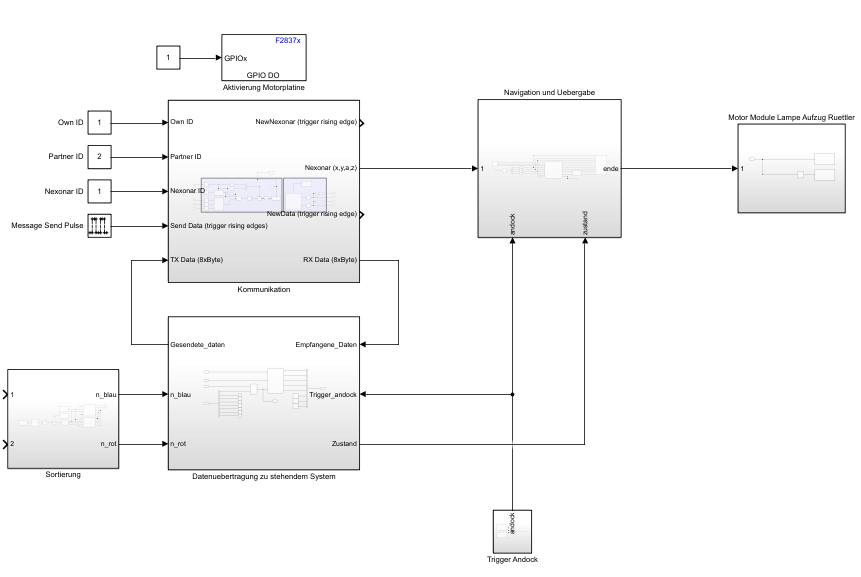 F2837x
1
GPIOx
GPIO DO
Aktivierung Motorplatine
Own ID
1
Own ID
NewNexonar (trigger rising edge)
Partner ID
2
Partner ID
Nexonar (x,y,a,z)
Nexonar ID
1
Nexonar ID
NewData (trigger rising edge)
Message Send Pulse
Send Data (trigger rising edges)
TX Data (8xByte)
RX Data (8xByte)
Kommunikation
Navigation und Uebergabe
1
ende
andock
zustand
Motor Module Lampe Aufzug Ruettler
1
Gesendete_daten
Empfangene_Daten
n_blau
Trigger_andock
n_rot
Zustand
Datenuebertragung zu stehendem System
1
n_blau
2
n_rot
Sortierung
andock
Trigger Andock